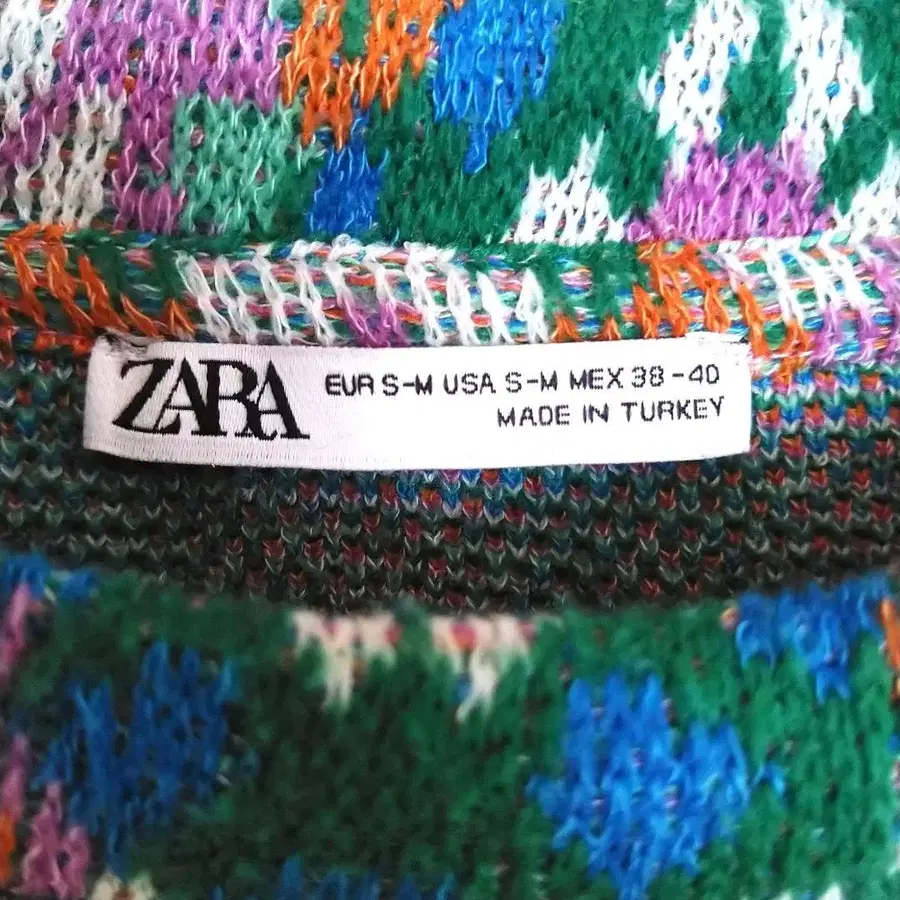 ZARA
EUR S-M USA S-M MEX 38-40
MADE IN TURKEY